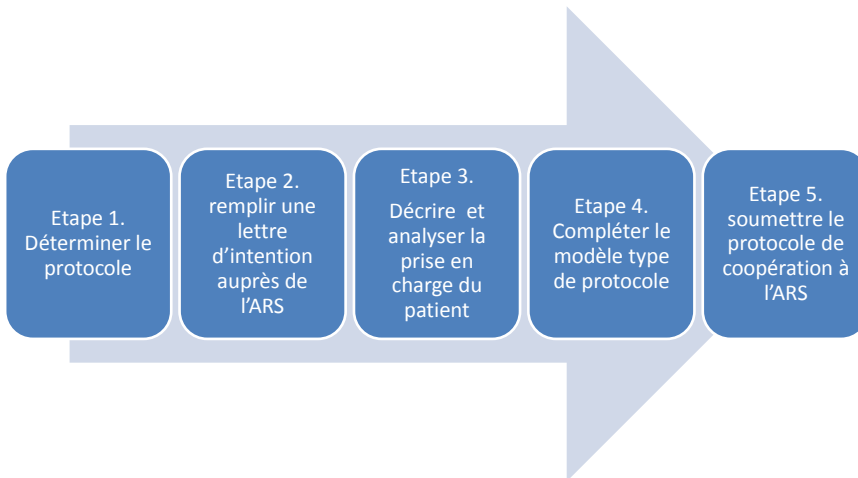 Etape 1.
Déterminer le
protocole
Etape 2.
remplir une
lettre
d'intention
auprès de
l'ARS
Etape 3.
Décrire et
analyser la
prise en
charge du
patient
Etape 4.
Compléter le
modèle type
de protocole
Etape 5.
soumettre le
protocole de
coopération à
l'ARS